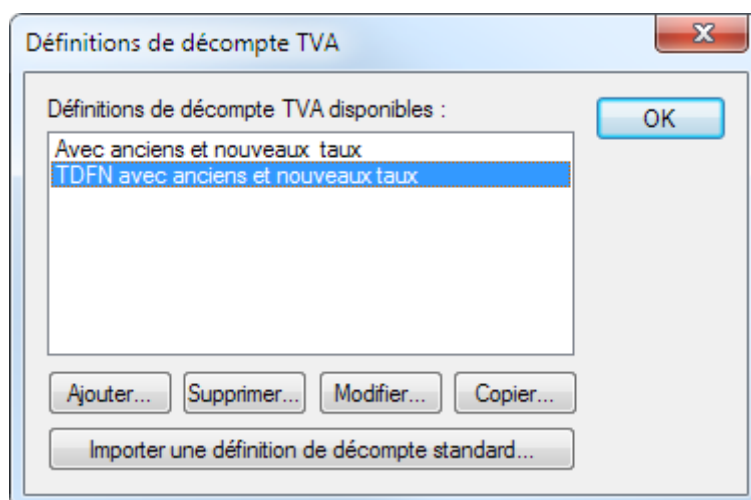 Définitions de décompte TVA
Définitions de décompte TVA disponibles :
OK
Avec anciens et nouveaux taux
TDFN avec anciens et nouveaux taux
Ajouter... Supprimer... Modifier... Copier...
Importer une définition de décompte standard...